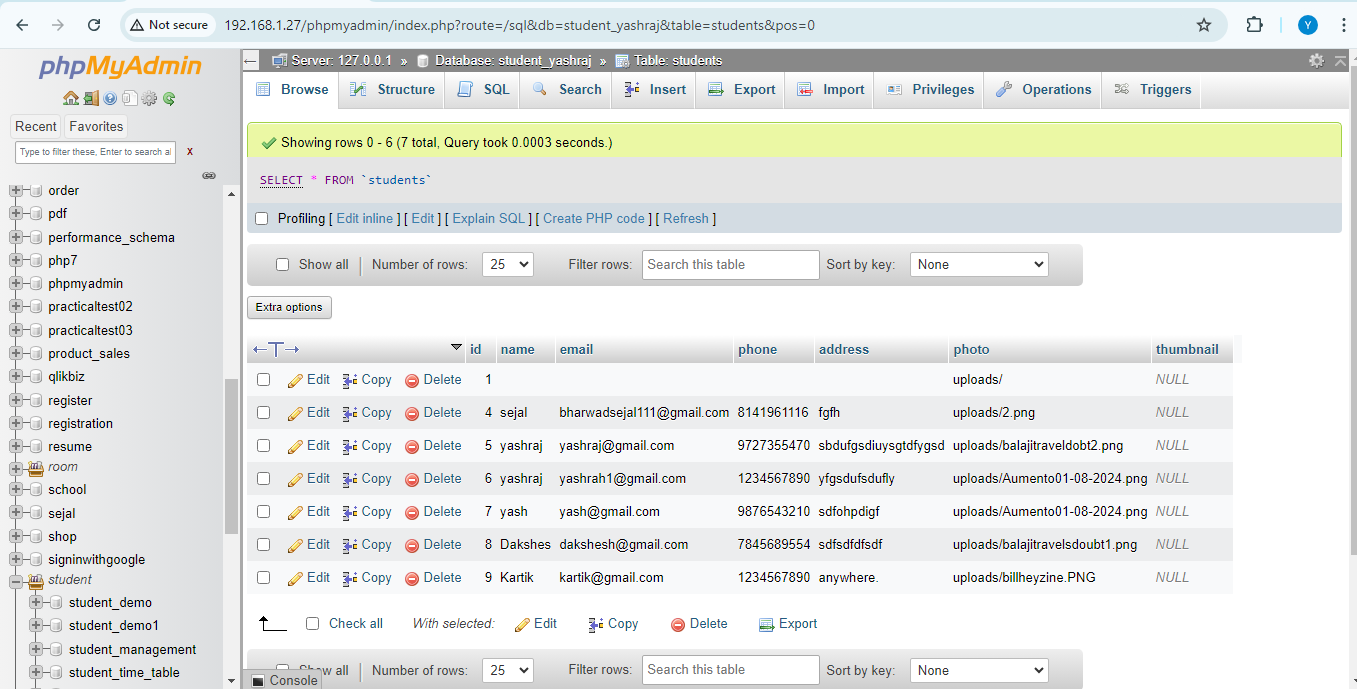 Not secure 192.168.1.27/phpmyadmin/index.php?route=/sql&db=student_yashraj&table=students&pos=0 Y
phpMyAdmin
Recent Favorites
Type to filter these, Enter to search al X
order
pdf
performance_schema
php7
phpmyadmin
practicaltest02
practicaltest03
product_sales
qlikbiz
register
registration
resume
room
school
sejal
shop
signinwithgoogle
student
student_demo
student_demo1
student_management
student_time_table
Server: 127.0.0.1 » Database: student_yashraj » Table: students
Browse Structure SQL Search Insert Export Import Privileges Operations Triggers
Showing rows 0 - 6 (7 total, Query took 0.0003 seconds.)
SELECT * FROM `students`
Profiling [ Edit inline ] [ Edit ] [ Explain SQL ] [ Create PHP code ] [ Refresh ]
Show all Number of rows: 25 Filter rows: Search this table Sort by key: None
Extra options
←T→ id name email phone address photo thumbnail
Edit Copy Delete 1 uploads/ NULL
Edit Copy Delete 4 sejal bharwadsejal111@gmail.com 8141961116 fgfh uploads/2.png NULL
Edit Copy Delete 5 yashraj yashraj@gmail.com 9727355470 sbdufgsdiuysgtdfygsd uploads/balajitraveldobt2.png NULL
Edit Copy Delete 6 yashraj yashrah1@gmail.com 1234567890 yfgsdufsdufly uploads/Aumento01-08-2024.png NULL
Edit Copy Delete 7 yash yash@gmail.com 9876543210 sdfohpdigf uploads/Aumento01-08-2024.png NULL
Edit Copy Delete 8 Dakshes dakshesh@gmail.com 7845689554 sdfsdfdfsdf uploads/balajitravelsdoubt1.png NULL
Edit Copy Delete 9 Kartik kartik@gmail.com 1234567890 anywhere. uploads/billheyzine.PNG NULL
Check all With selected: Edit Copy Delete Export
Show all Number of rows: 25 Filter rows: Search this table Sort by key: None
Console